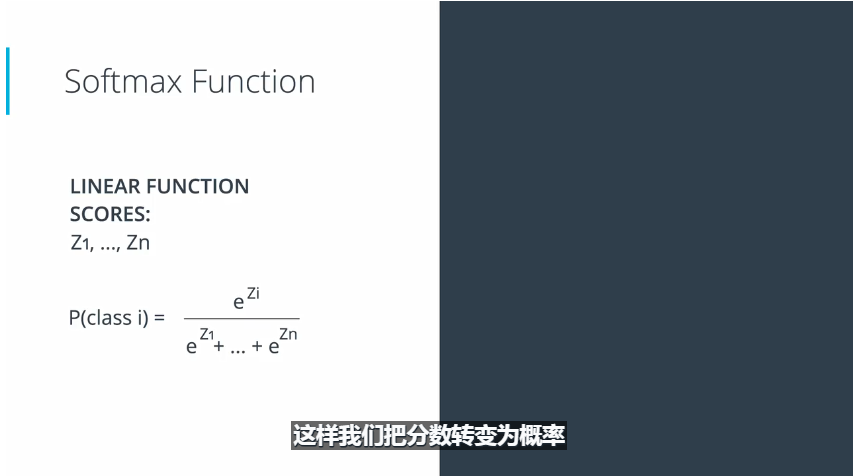 Softmax Function
LINEAR FUNCTION
SCORES:
Z1, ..., Zn
P(class i) = e^Zi / e^Z1 + ... + e^Zn
这样我们把分数转变为概率